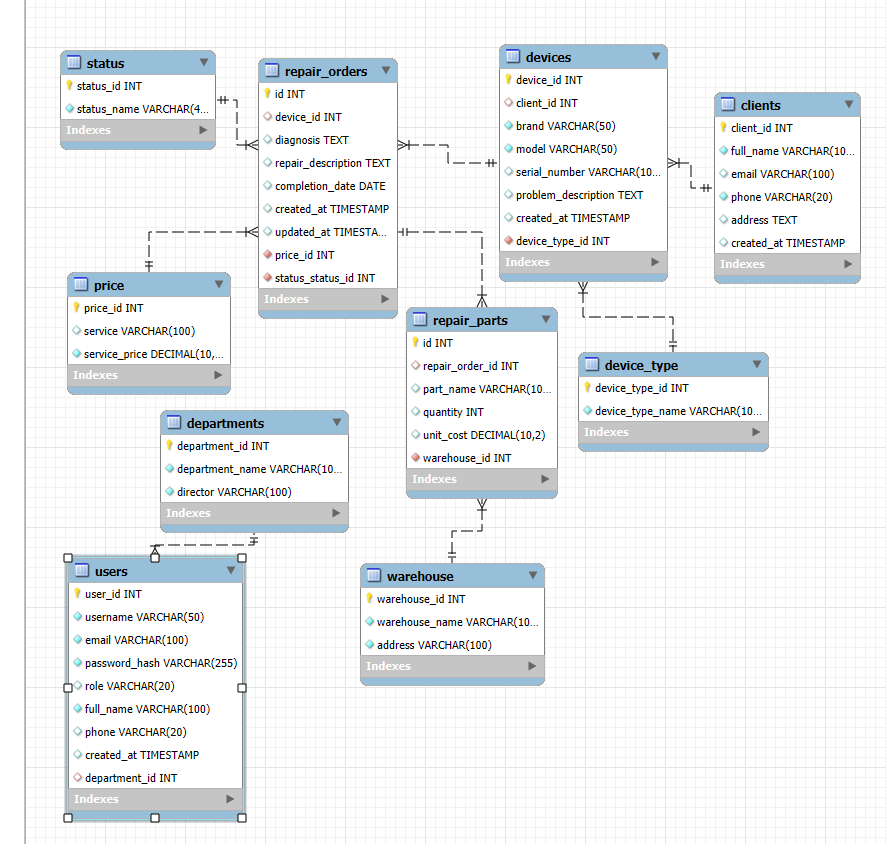 status
status_id INT
status_name VARCHAR(4...
Indexes
repair_orders
id INT
device_id INT
diagnosis TEXT
repair_description TEXT
completion_date DATE
created_at TIMESTAMP
updated_at TIMESTA...
price_id INT
status_status_id INT
Indexes
devices
device_id INT
client_id INT
brand VARCHAR(50)
model VARCHAR(50)
serial_number VARCHAR(10...
problem_description TEXT
created_at TIMESTAMP
device_type_id INT
Indexes
clients
client_id INT
full_name VARCHAR(10...
email VARCHAR(100)
phone VARCHAR(20)
address TEXT
created_at TIMESTAMP
Indexes
price
price_id INT
service VARCHAR(100)
service_price DECIMAL(10,...
Indexes
repair_parts
id INT
repair_order_id INT
part_name VARCHAR(10...
quantity INT
unit_cost DECIMAL(10,2)
warehouse_id INT
Indexes
device_type
device_type_id INT
device_type_name VARCHAR(10...
Indexes
departments
department_id INT
department_name VARCHAR(10...
director VARCHAR(100)
Indexes
users
user_id INT
username VARCHAR(50)
email VARCHAR(100)
password_hash VARCHAR(255)
role VARCHAR(20)
full_name VARCHAR(100)
phone VARCHAR(20)
created_at TIMESTAMP
department_id INT
Indexes
warehouse
warehouse_id INT
warehouse_name VARCHAR(10...
address VARCHAR(100)
Indexes